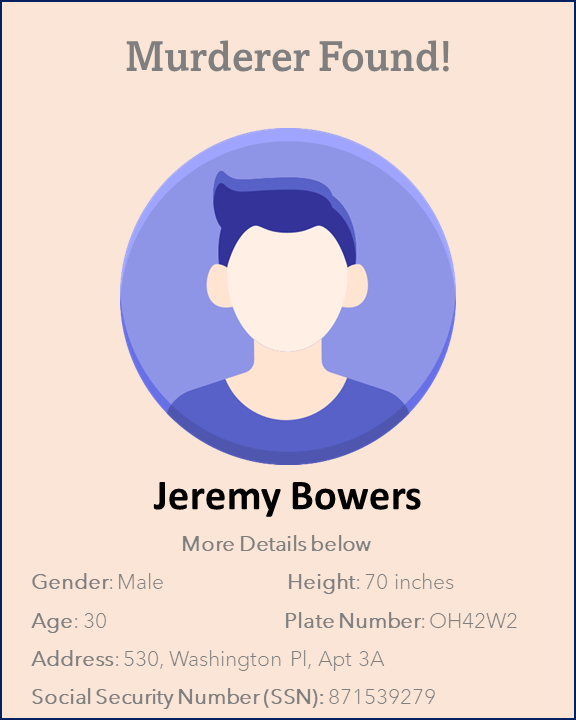 Murderer Found!
Jeremy Bowers
More Details below
Gender: Male Height: 70 inches
Age: 30 Plate Number: OH42W2
Address: 530, Washington Pl, Apt 3A
Social Security Number (SSN): 871539279